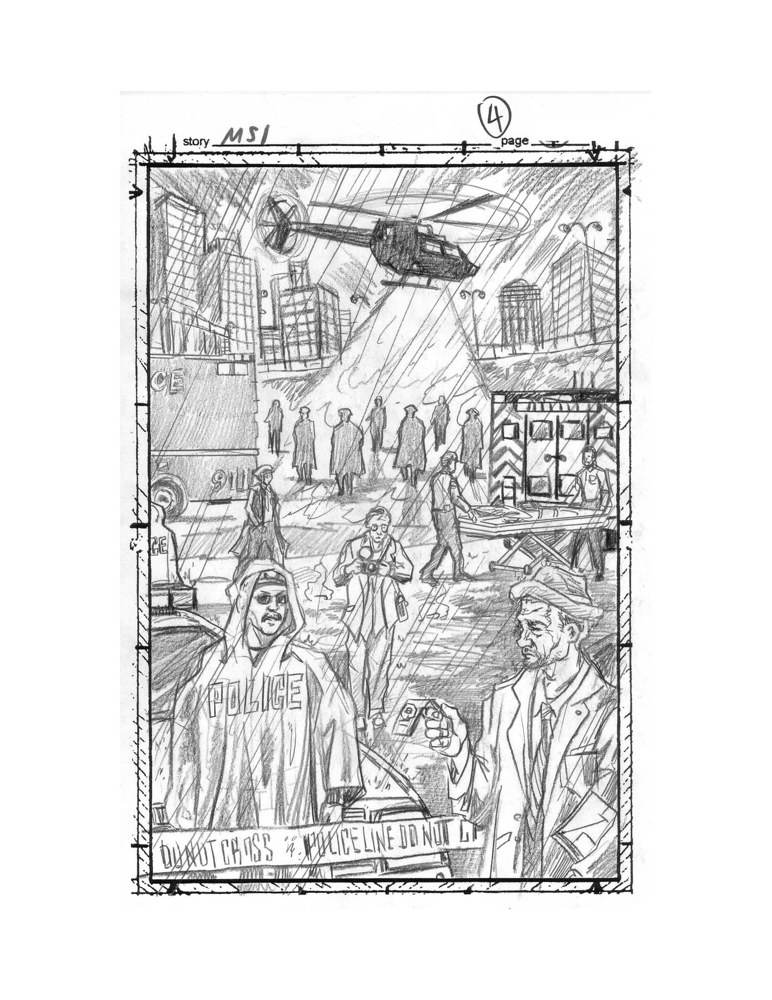 4
story MS1 page
CE
911
CE
POLICE
DO NOT CROSS POLICE LINE DO NOT C